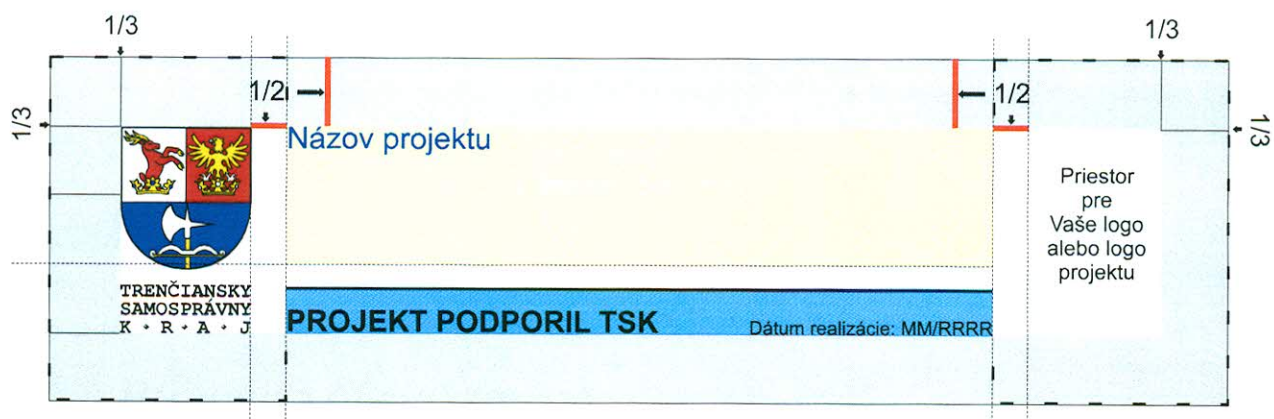 1/3
1/3
1/2
1/2
1/3
1/3
Názov projektu
Priestor
pre
Vaše logo
alebo logo
projektu
TRENČIANSKY
SAMOSPRÁVNY
K · R · A · J
PROJEKT PODPORIL TSK
Dátum realizácie: MM/RRRR